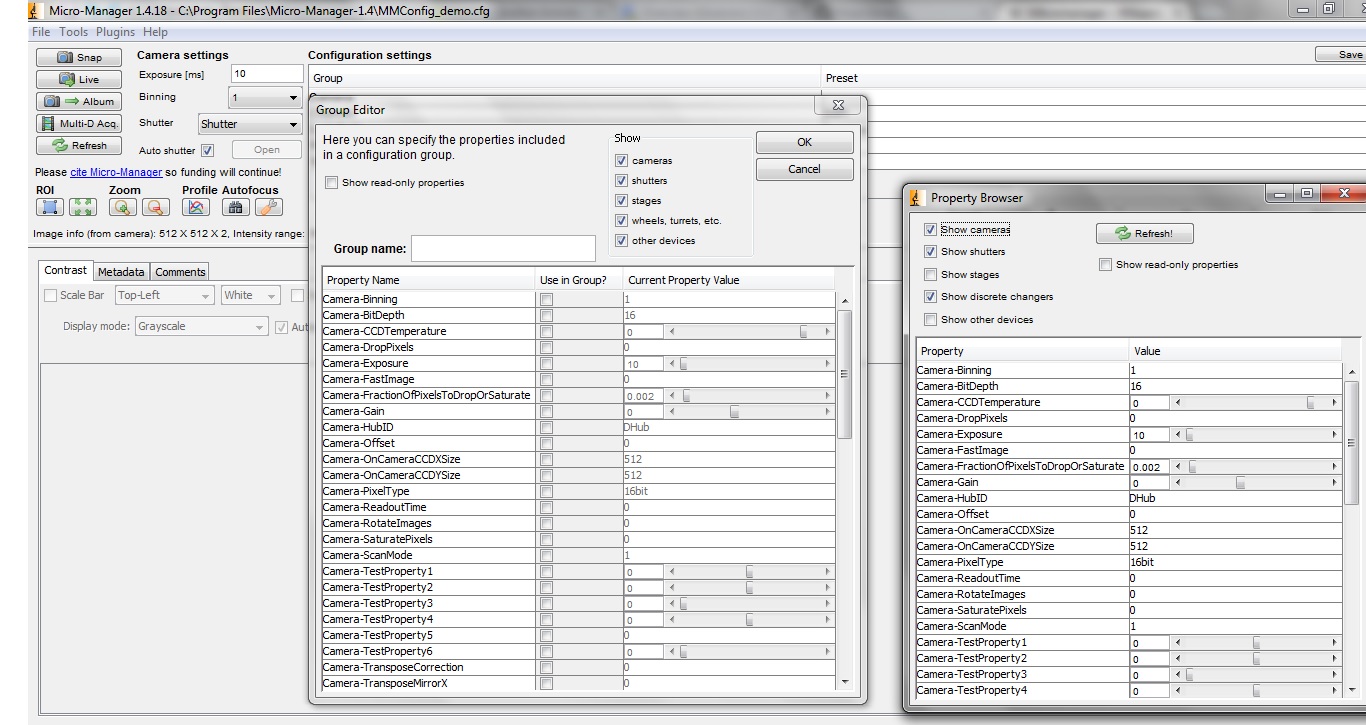 Micro-Manager 1.4.18 - C:\Program Files\Micro-Manager-1.4\MMConfig_demo.cfg
File Tools Plugins Help
Snap
Live
Album
Multi-D Acq.
Refresh
Camera settings
Exposure [ms] 10
Binning 1
Shutter Shutter
Auto shutter Open
Please cite Micro-Manager so funding will continue!
ROI Zoom Profile Autofocus
Image info (from camera): 512 X 512 X 2, Intensity range:
Configuration settings
Save
Group Preset
Contrast Metadata Comments
Scale Bar Top-Left White
Display mode: Grayscale Aut
Group Editor
Here you can specify the properties included
in a configuration group.
Show read-only properties
Group name:
Show
cameras
shutters
stages
wheels, turrets, etc.
other devices
OK
Cancel
Property Name Use in Group? Current Property Value
Camera-Binning 1
Camera-BitDepth 16
Camera-CCDTemperature 0
Camera-DropPixels 0
Camera-Exposure 10
Camera-FastImage 0
Camera-FractionOfPixelsToDropOrSaturate 0.002
Camera-Gain 0
Camera-HubID DHub
Camera-Offset 0
Camera-OnCameraCCDXSize 512
Camera-OnCameraCCDYSize 512
Camera-PixelType 16bit
Camera-ReadoutTime 0
Camera-RotateImages 0
Camera-SaturatePixels 0
Camera-ScanMode 1
Camera-TestProperty1 0
Camera-TestProperty2 0
Camera-TestProperty3 0
Camera-TestProperty4 0
Camera-TestProperty5 0
Camera-TestProperty6 0
Camera-TransposeCorrection 0
Camera-TransposeMirrorX 0
Property Browser
Show cameras
Show shutters
Show stages
Show discrete changers
Show other devices
Refresh!
Show read-only properties
Property Value
Camera-Binning 1
Camera-BitDepth 16
Camera-CCDTemperature 0
Camera-DropPixels 0
Camera-Exposure 10
Camera-FastImage 0
Camera-FractionOfPixelsToDropOrSaturate 0.002
Camera-Gain 0
Camera-HubID DHub
Camera-Offset 0
Camera-OnCameraCCDXSize 512
Camera-OnCameraCCDYSize 512
Camera-PixelType 16bit
Camera-ReadoutTime 0
Camera-RotateImages 0
Camera-SaturatePixels 0
Camera-ScanMode 1
Camera-TestProperty1 0
Camera-TestProperty2 0
Camera-TestProperty3 0
Camera-TestProperty4 0